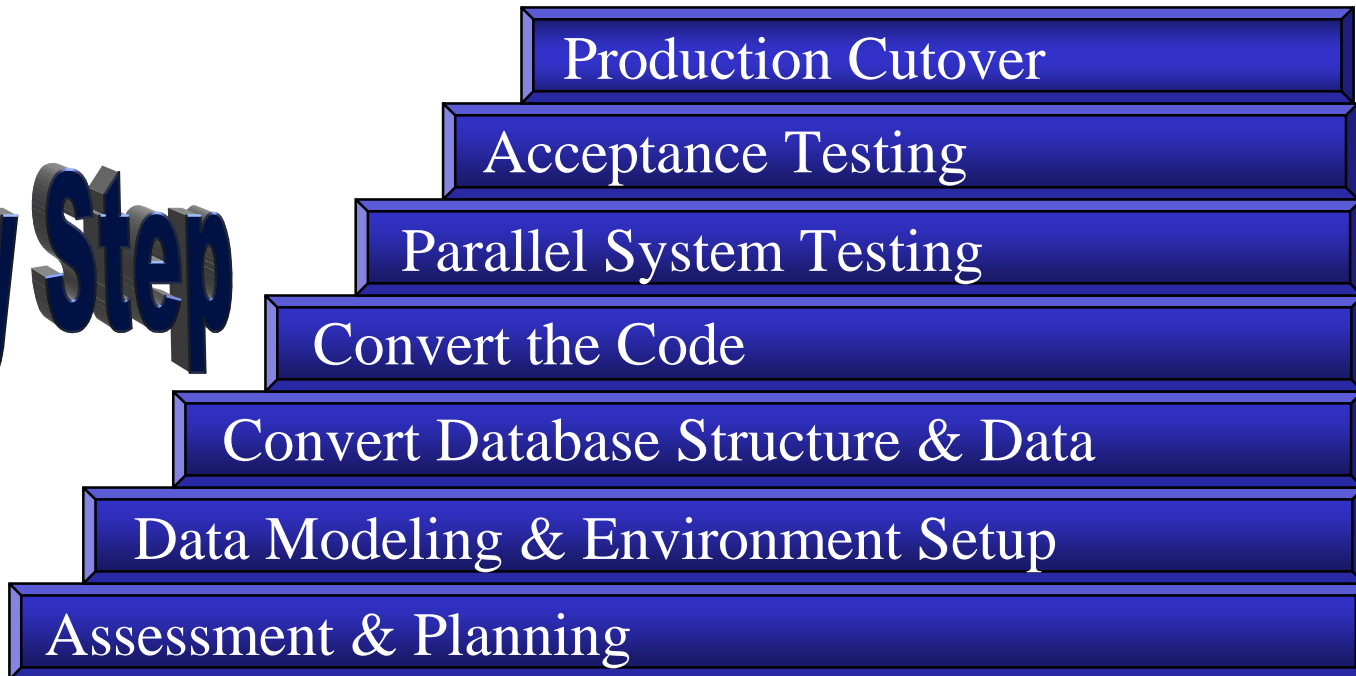 Production Cutover
Acceptance Testing
y Step
Parallel System Testing
Convert the Code
Convert Database Structure & Data
Data Modeling & Environment Setup
Assessment & Planning